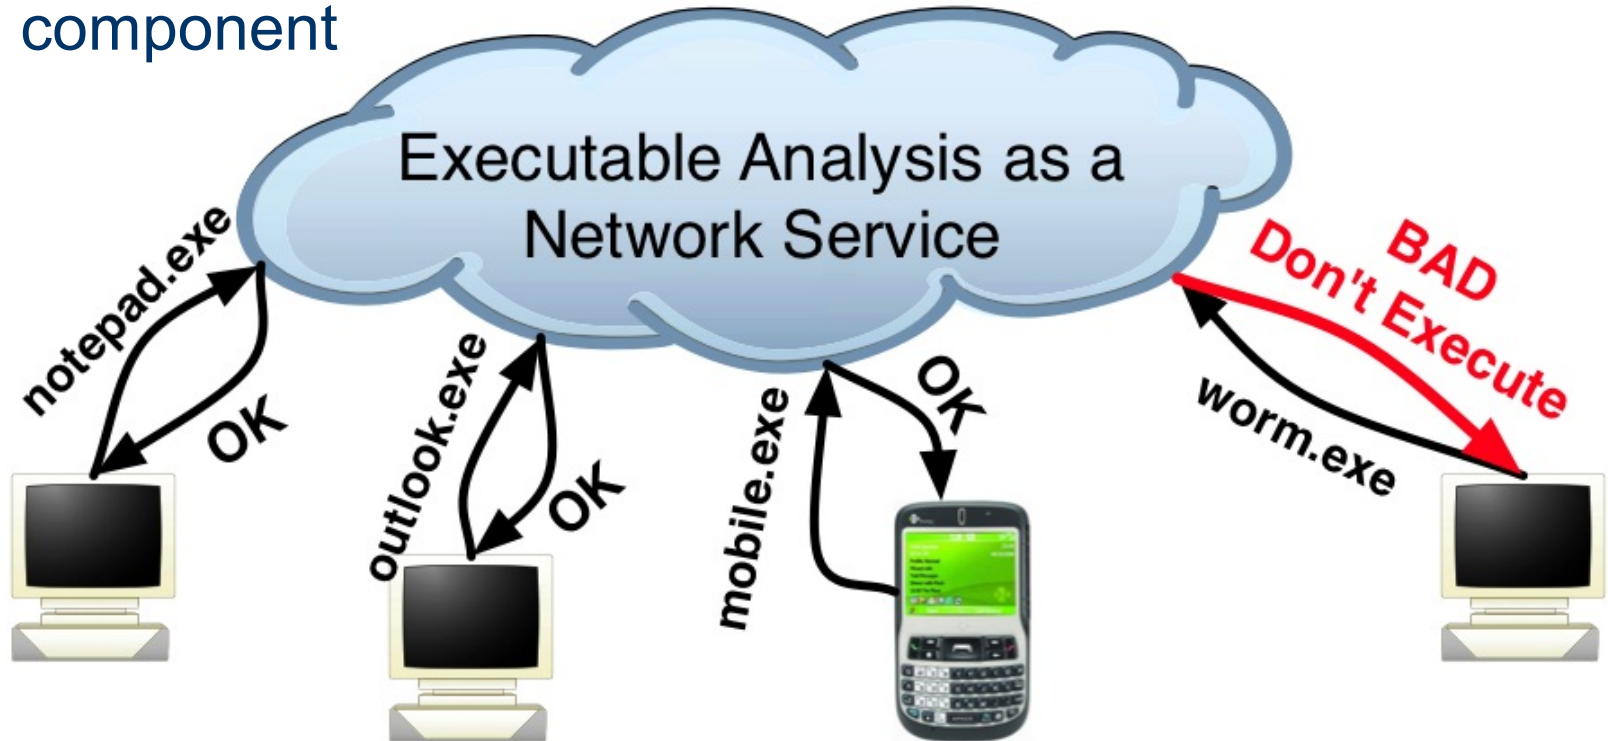 component
Executable Analysis as a
Network Service
notepad.exe
OK
outlook.exe
OK
mobile.exe
OK
BAD
Don't Execute
worm.exe